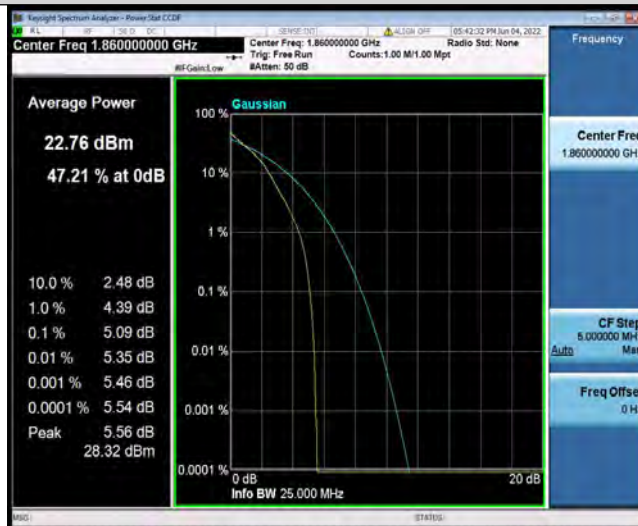 Keysight Spectrum Analyzer - Power Stat CCDF
RL RF 50 Ω DC SENSE:INT ALIGN OFF 05:42:32 PM Jun 04, 2022
Center Freq 1.860000000 GHz
Center Freq: 1.860000000 GHz
Radio Std: None
Trig: Free Run
Counts:1.00 M/1.00 Mpt
#IFGain:Low
#Atten: 50 dB
Frequency
Average Power
22.76 dBm
47.21 % at 0dB
10.0 % 2.48 dB
1.0 % 4.39 dB
0.1 % 5.09 dB
0.01 % 5.35 dB
0.001 % 5.46 dB
0.0001 % 5.54 dB
Peak 5.56 dB
28.32 dBm
Gaussian
100 %
10 %
1 %
0.1 %
0.01 %
0.001 %
0.0001 %
0 dB
20 dB
Info BW 25.000 MHz
Center Freq
1.860000000 GH
CF Step
5.000000 MH
Auto Ma
Freq Offse
0 H
MSG
STATUS